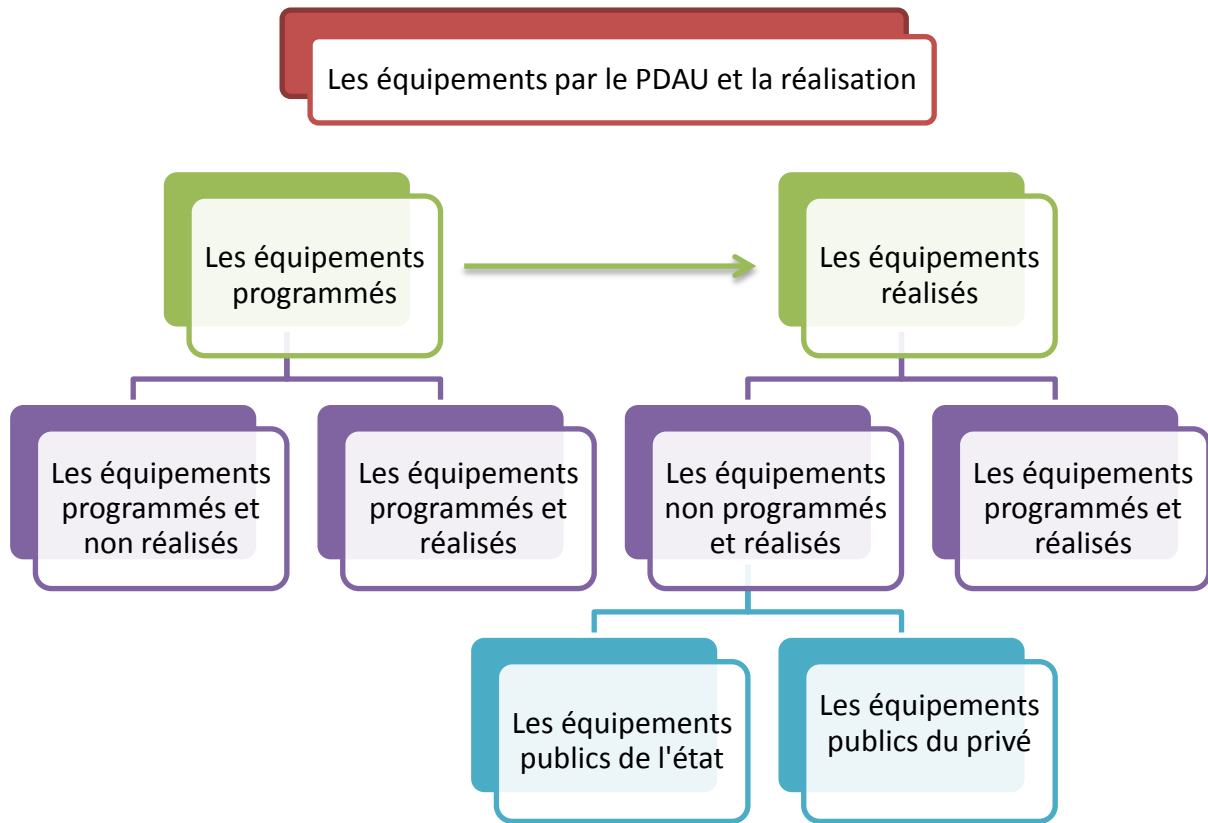 Les équipements par le PDAU et la réalisation
Les équipements
programmés
Les équipements
réalisés
Les équipements
programmés et
non réalisés
Les équipements
programmés et
réalisés
Les équipements
non programmés
et réalisés
Les équipements
programmés et
réalisés
Les équipements
publics de l'état
Les équipements
publics du privé